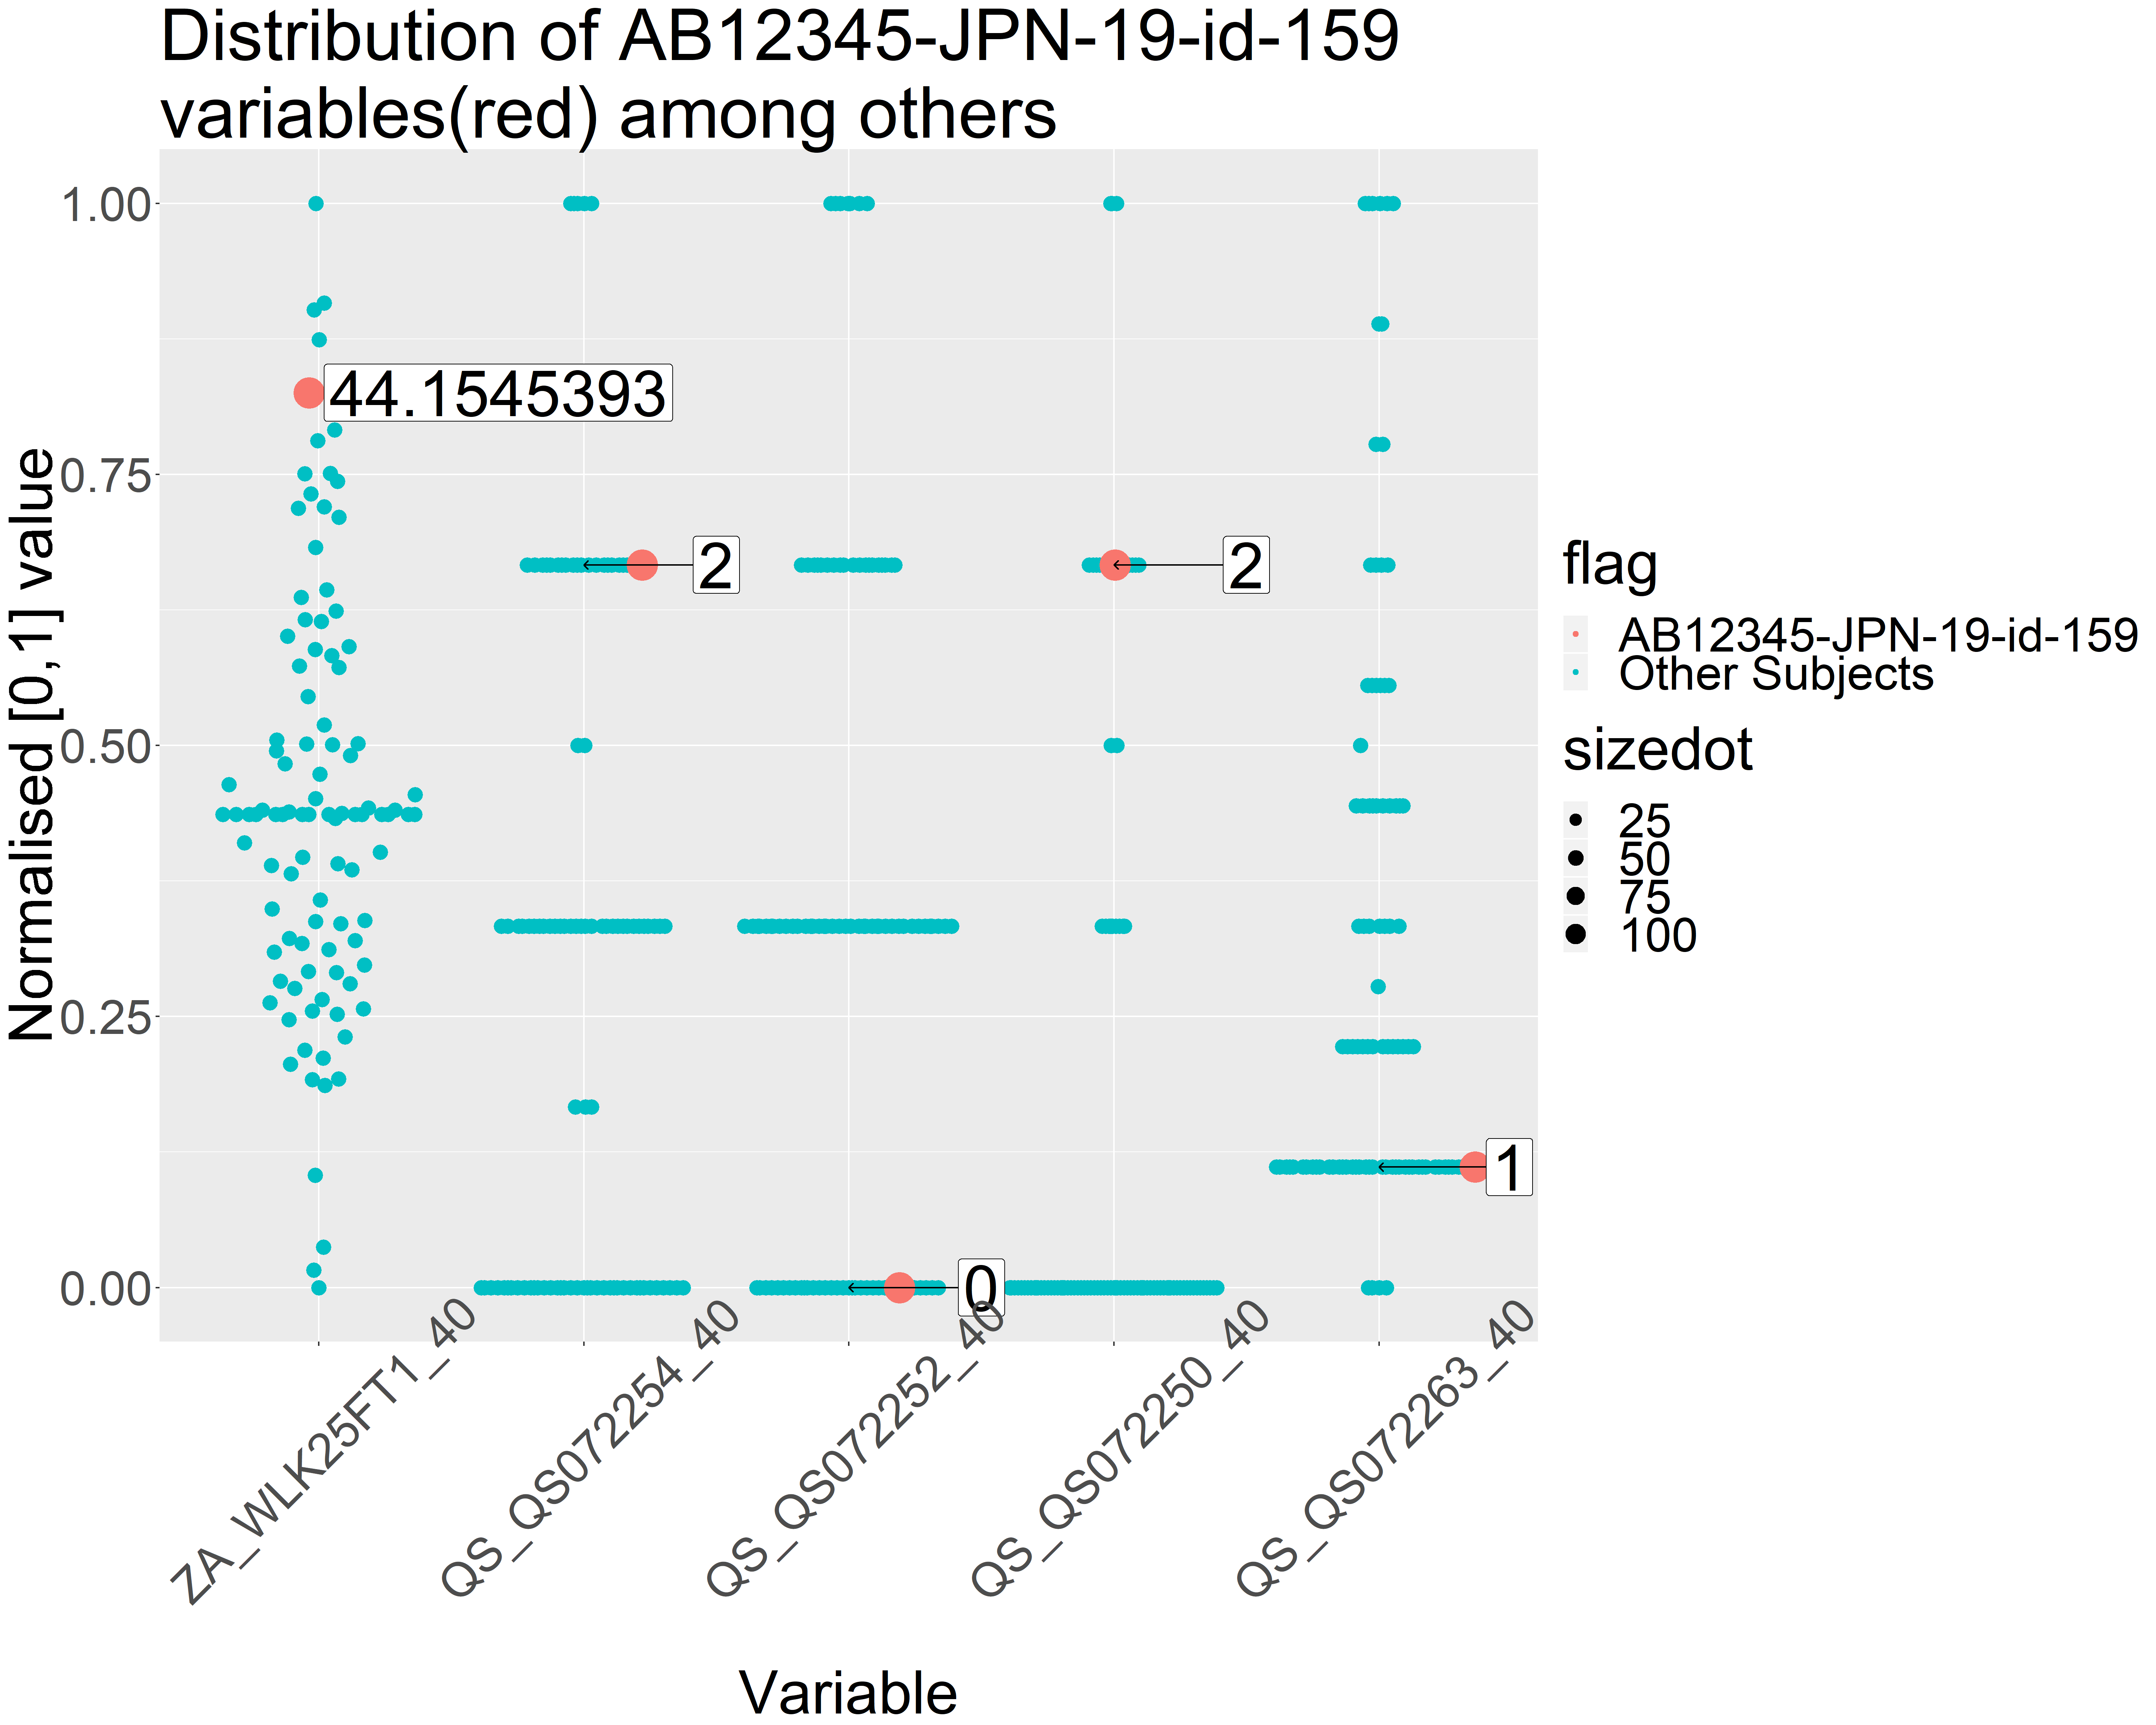 Distribution of AB12345-JPN-19-id-159
variables(red) among others
Normalised [0,1] value
1.00
0.75
0.50
0.25
0.00
44.1545393
2
2
0
1
ZA_WLK25FT1_40
QS_QS072254_40
QS_QS072252_40
QS_QS072250_40
QS_QS072263_40
Variable
flag
AB12345-JPN-19-id-159
Other Subjects
sizedot
25
50
75
100